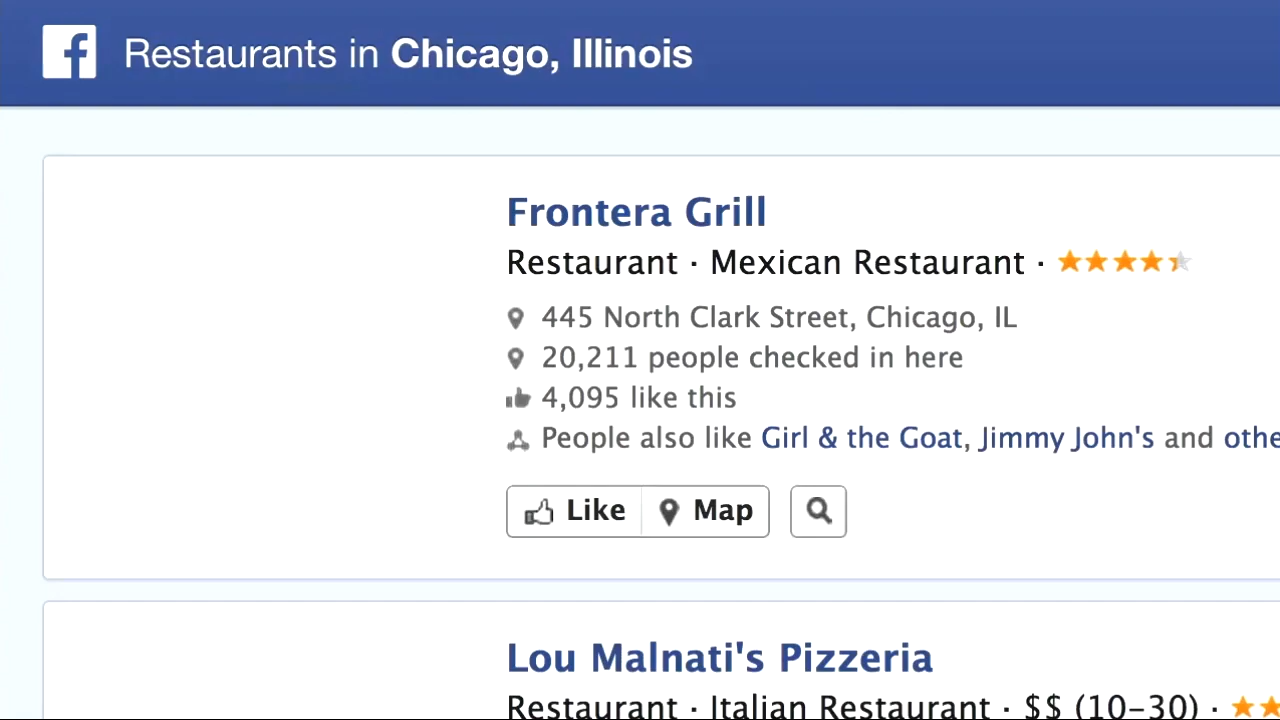 Restaurants in Chicago, Illinois
Frontera Grill
Restaurant · Mexican Restaurant ·
445 North Clark Street, Chicago, IL
20,211 people checked in here
4,095 like this
People also like Girl & the Goat, Jimmy John's and othe
Like Map
Lou Malnati's Pizzeria
Restaurant · Italian Restaurant · $$ (10–30) ·